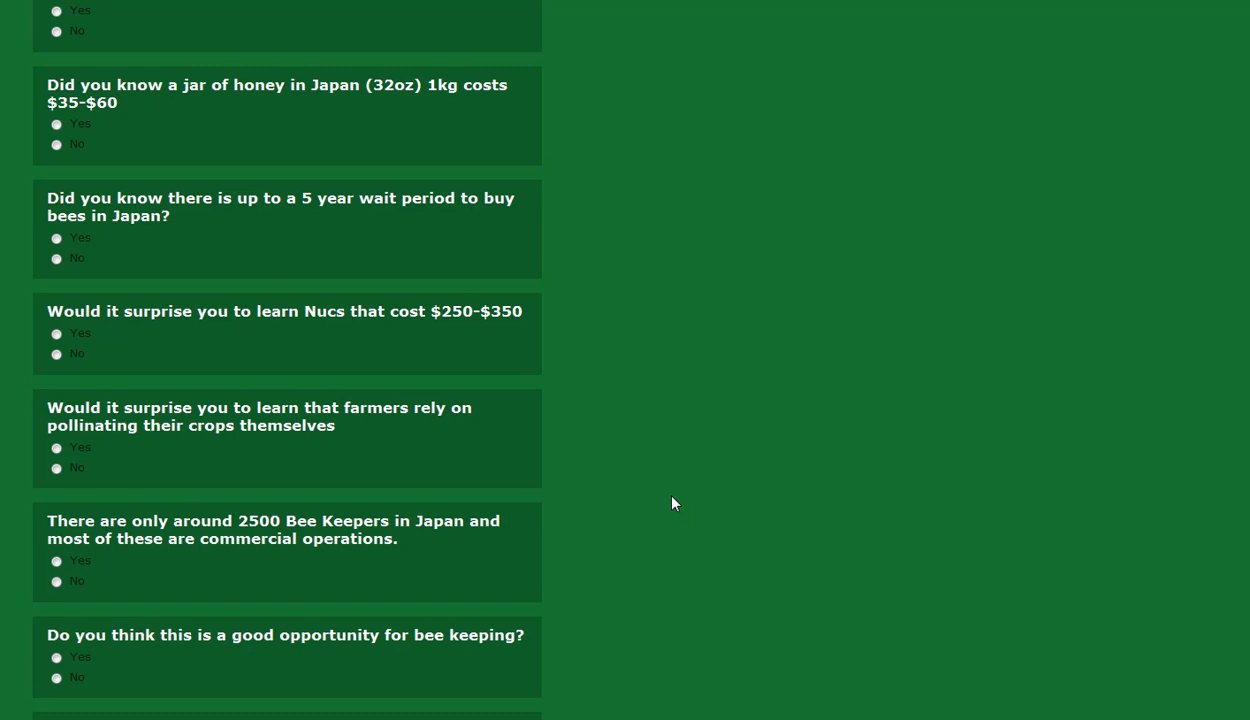 Yes
No
Did you know a jar of honey in Japan (32oz) 1kg costs
$35-$60
Yes
No
Did you know there is up to a 5 year wait period to buy
bees in Japan?
Yes
No
Would it surprise you to learn Nucs that cost $250-$350
Yes
No
Would it surprise you to learn that farmers rely on
pollinating their crops themselves
Yes
No
There are only around 2500 Bee Keepers in Japan and
most of these are commercial operations.
Yes
No
Do you think this is a good opportunity for bee keeping?
Yes
No